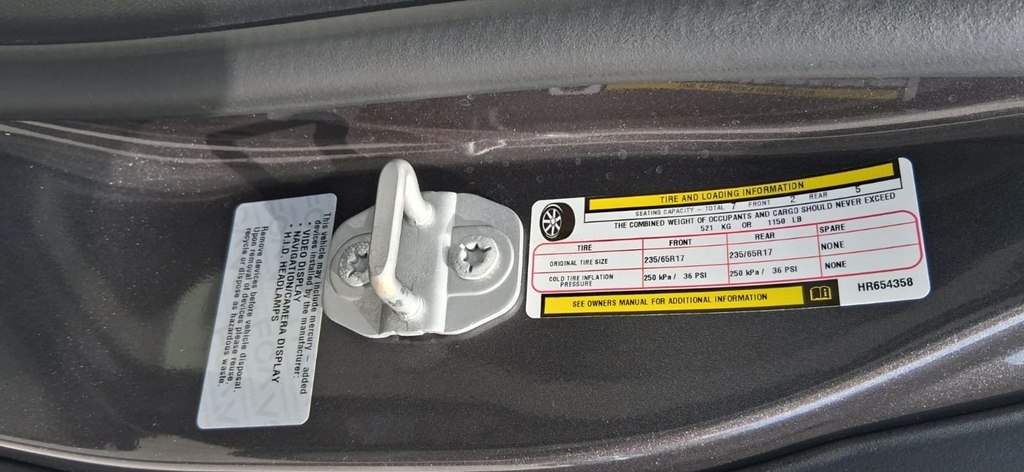 This vehicle may include mercury - added
devices installed by the manufacturer:
• VIDEO DISPLAY
• NAVIGATION/CAMERA DISPLAY
• H.I.D HEADLAMPS
Remove devices before vehicle disposal.
Upon removal of devices please reuse,
recycle or dispose as hazardous waste.
TIRE AND LOADING INFORMATION
SEATING CAPACITY - TOTAL 7 FRONT 2 REAR 5
THE COMBINED WEIGHT OF OCCUPANTS AND CARGO SHOULD NEVER EXCEED
521 KG OR 1150 LB
TIRE FRONT REAR SPARE
ORIGINAL TIRE SIZE 235/65R17 235/65R17 NONE
COLD TIRE INFLATION
PRESSURE 250 kPa / 36 PSI 250 kPa / 36 PSI NONE
SEE OWNERS MANUAL FOR ADDITIONAL INFORMATION HR654358